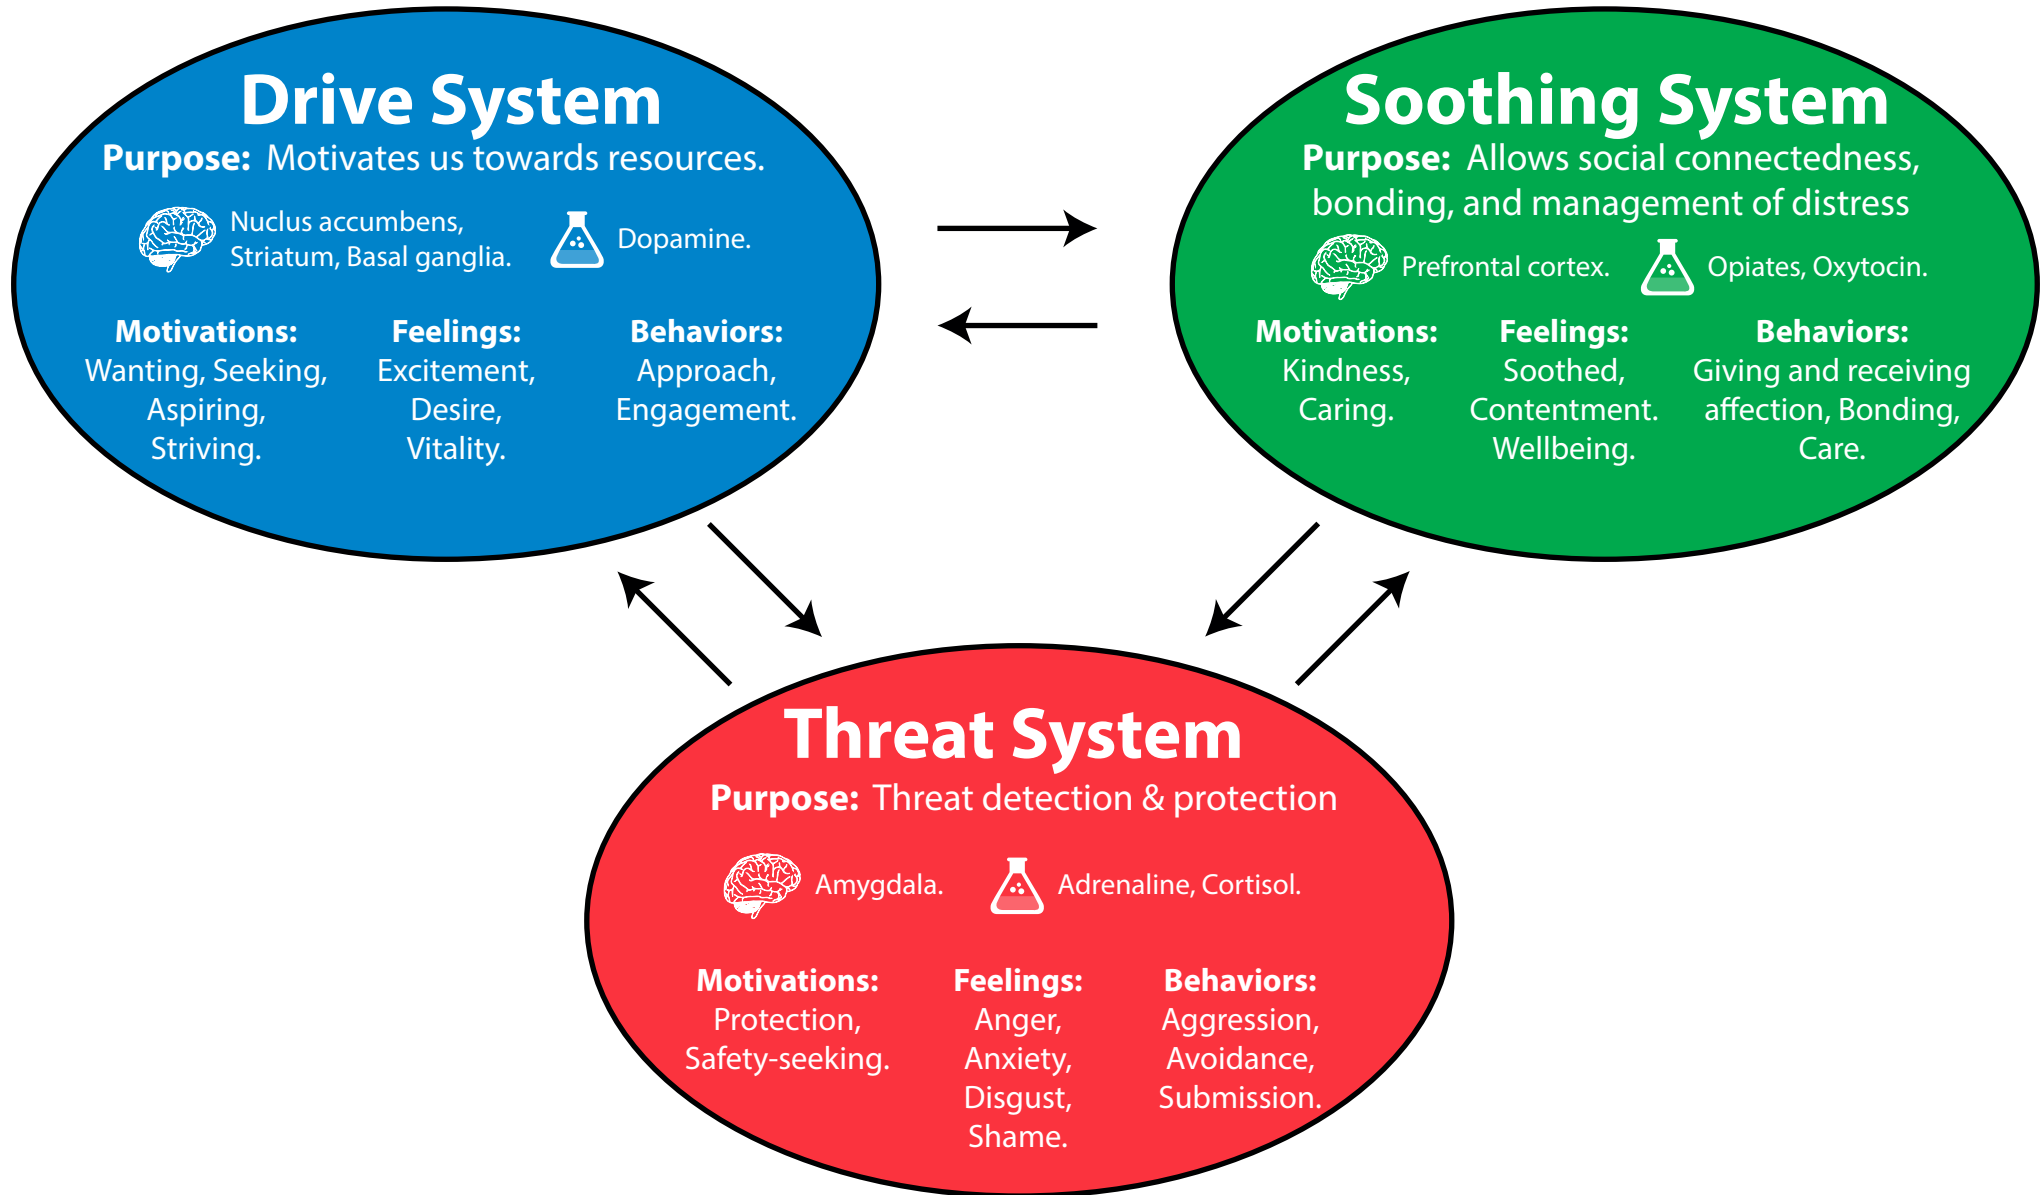 Drive System
Purpose: Motivates us towards resources.
Nuclus accumbens,
Striatum, Basal ganglia.
Dopamine.
Motivations:
Wanting, Seeking,
Aspiring,
Striving.
Feelings:
Excitement,
Desire,
Vitality.
Behaviors:
Approach,
Engagement.
Soothing System
Purpose: Allows social connectedness,
bonding, and management of distress
Prefrontal cortex.
Opiates, Oxytocin.
Motivations:
Kindness,
Caring.
Feelings:
Soothed,
Contentment.
Wellbeing.
Behaviors:
Giving and receiving
affection, Bonding,
Care.
Threat System
Purpose: Threat detection & protection
Amygdala.
Adrenaline, Cortisol.
Motivations:
Protection,
Safety-seeking.
Feelings:
Anger,
Anxiety,
Disgust,
Shame.
Behaviors:
Aggression,
Avoidance,
Submission.